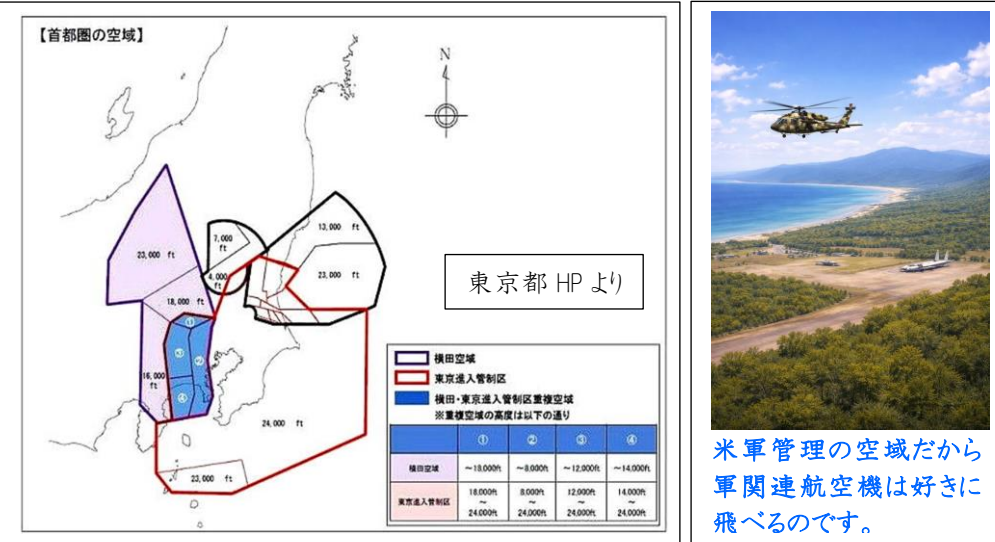 【首都圏の空域】
N
7,000
ft
13,000 ft
23,000 ft
4,000
ft
23,000 ft
18,000 ft
①
③
②
④
16,000
ft
24,000 ft
23,000 ft
東京都 HP より
横田空域
東京進入管制区
横田・東京進入管制区重複空域
※重複空域の高度は以下の通り
① ② ③ ④
横田空域 ~18,000ft ~8,000ft ~12,000ft ~14,000ft
東京進入管制区
18,000ft 8,000ft 12,000ft 14,000ft
~ ~ ~ ~
24,000ft 24,000ft 24,000ft 24,000ft
米軍管理の空域だから
軍関連航空機は好きに
飛べるのです。